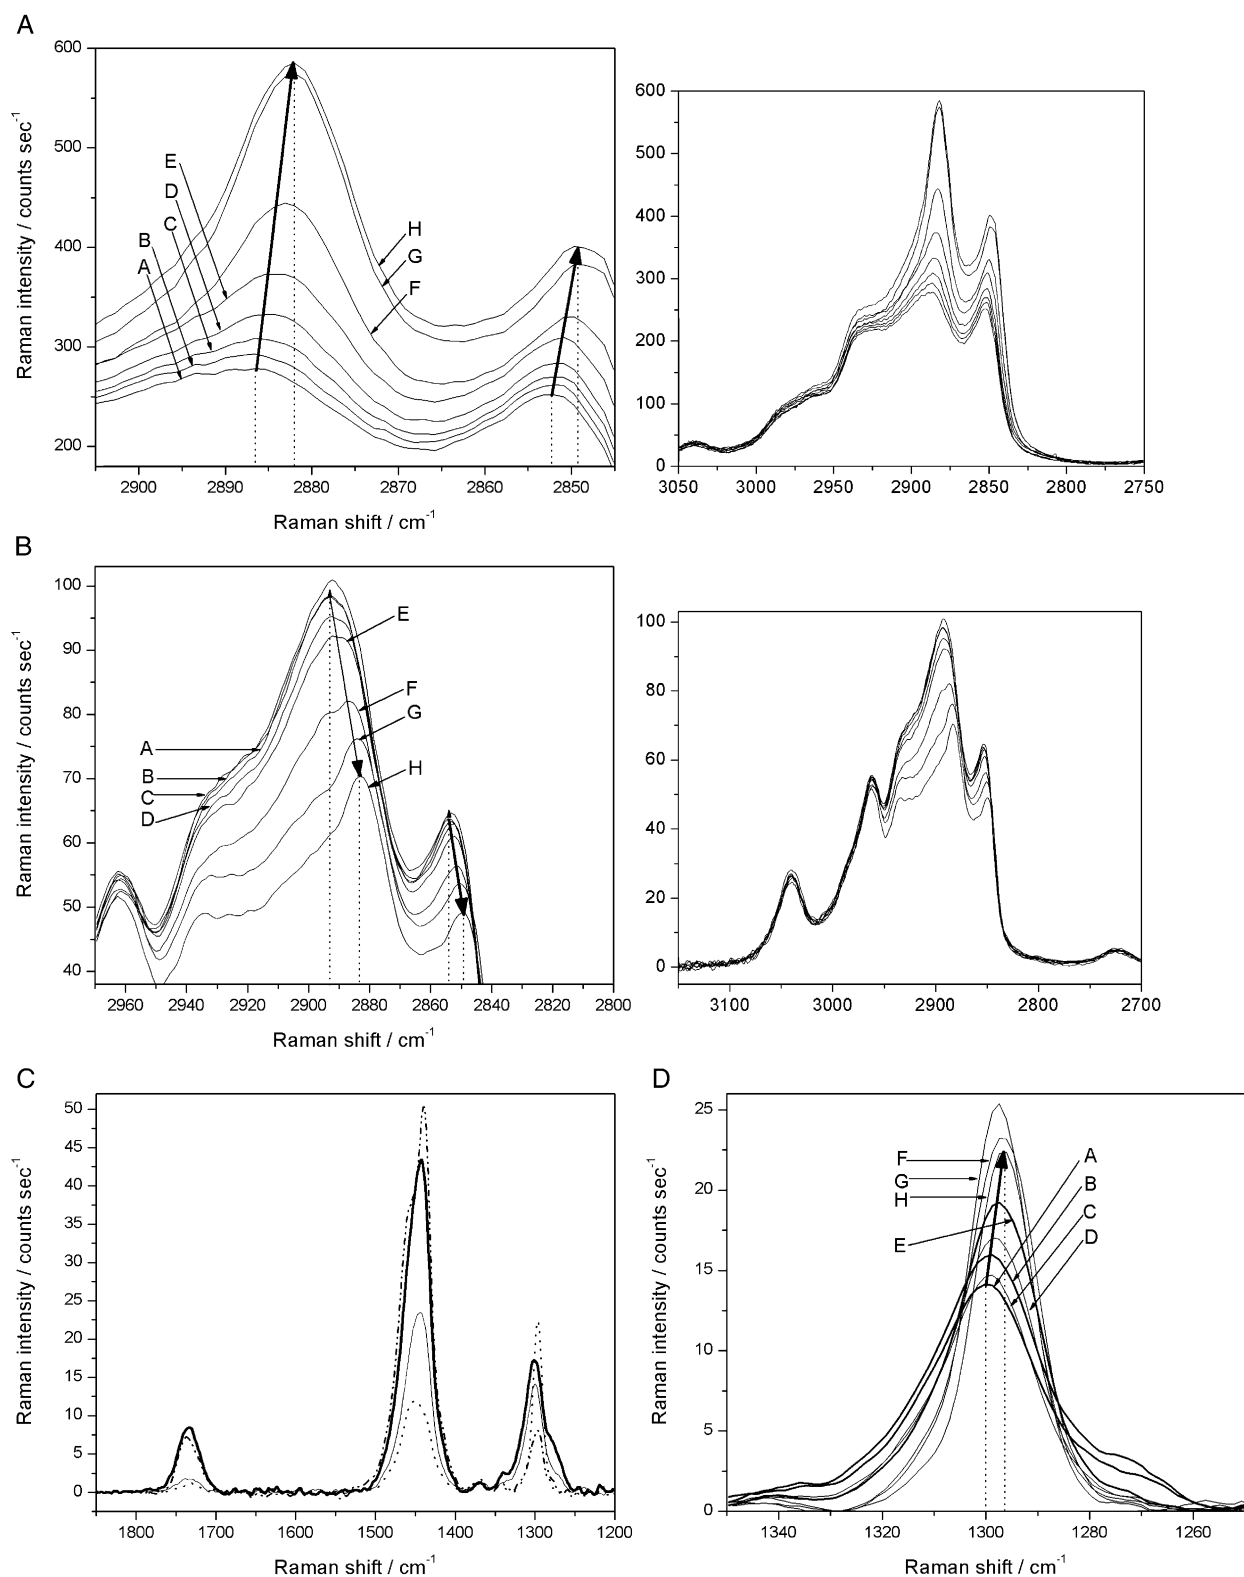 A
600
500
400
300
200
E
D
C
B
A
H
G
F
2900 2890 2880 2870 2860 2850
Raman shift / cm-1
Raman intensity / counts sec-1
600
500
400
300
200
100
0
3050 3000 2950 2900 2850 2800 2750
B
100
90
80
70
60
50
40
E
F
G
H
A
B
C
D
2960 2940 2920 2900 2880 2860 2840 2820 2800
Raman shift / cm-1
Raman intensity / counts sec-1
100
80
60
40
20
0
3100 3000 2900 2800 2700
C
50
45
40
35
30
25
20
15
10
5
0
1800 1700 1600 1500 1400 1300 1200
Raman shift / cm-1
Raman intensity / counts sec-1
D
25
20
15
10
5
0
F
G
H
E
A
B
C
D
1340 1320 1300 1280 1260
Raman shift / cm-1
Raman intensity / counts sec-1